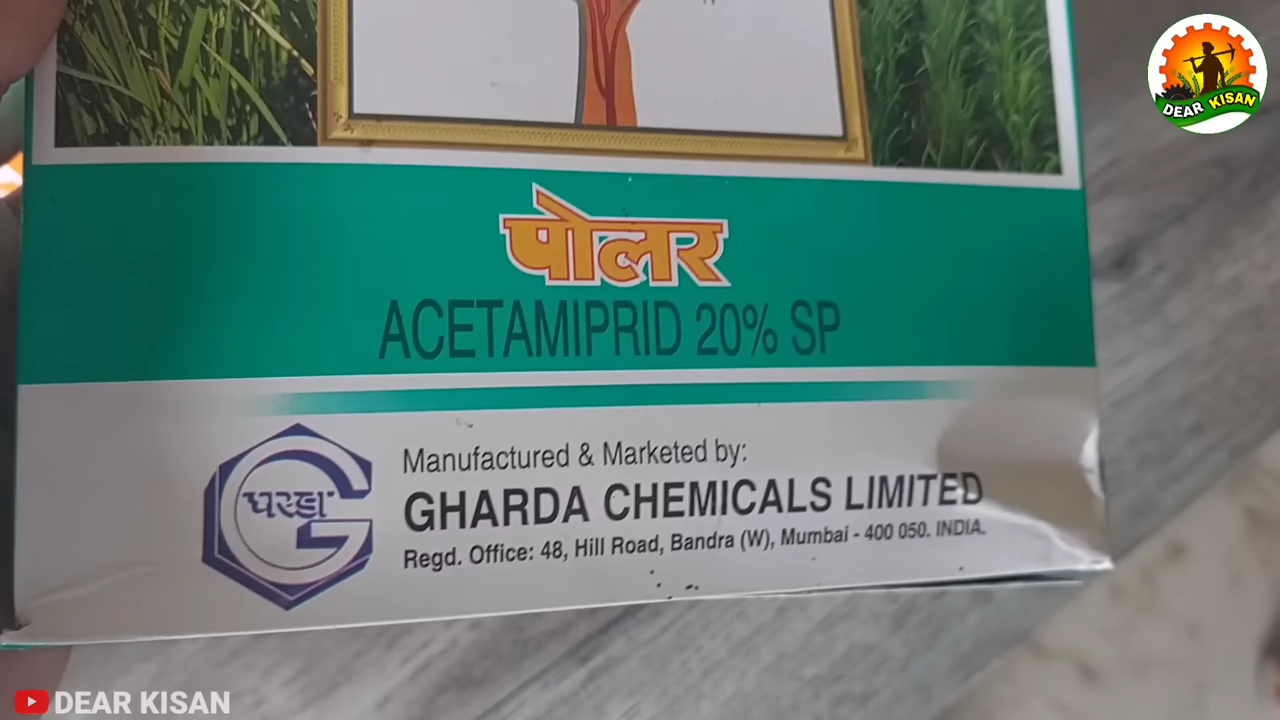 DEAR KISAN
पोलर
ACETAMIPRID 20% SP
Manufactured & Marketed by:
GHARDA CHEMICALS LIMITED
Regd. Office: 48, Hill Road, Bandra (W), Mumbai - 400 050. INDIA.
घरडा
DEAR KISAN